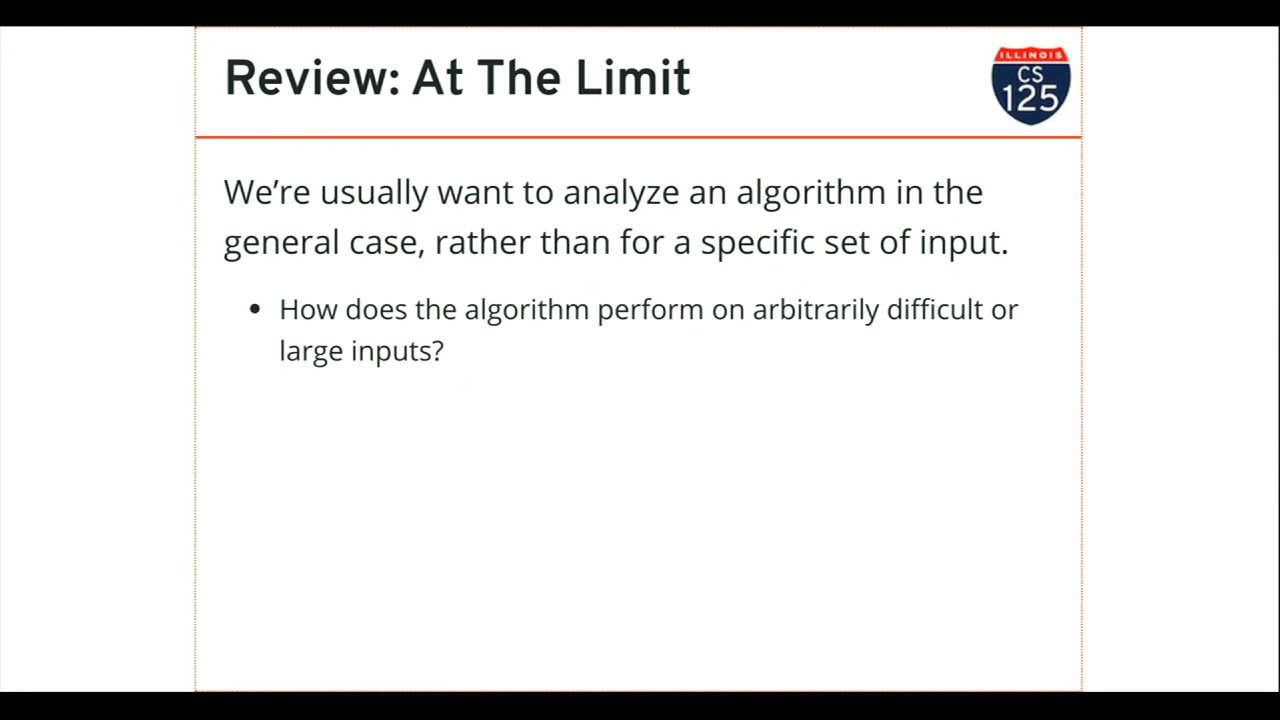 Review: At The Limit
ILLINOIS
CS
125
We’re usually want to analyze an algorithm in the
general case, rather than for a specific set of input.
• How does the algorithm perform on arbitrarily difficult or
large inputs?